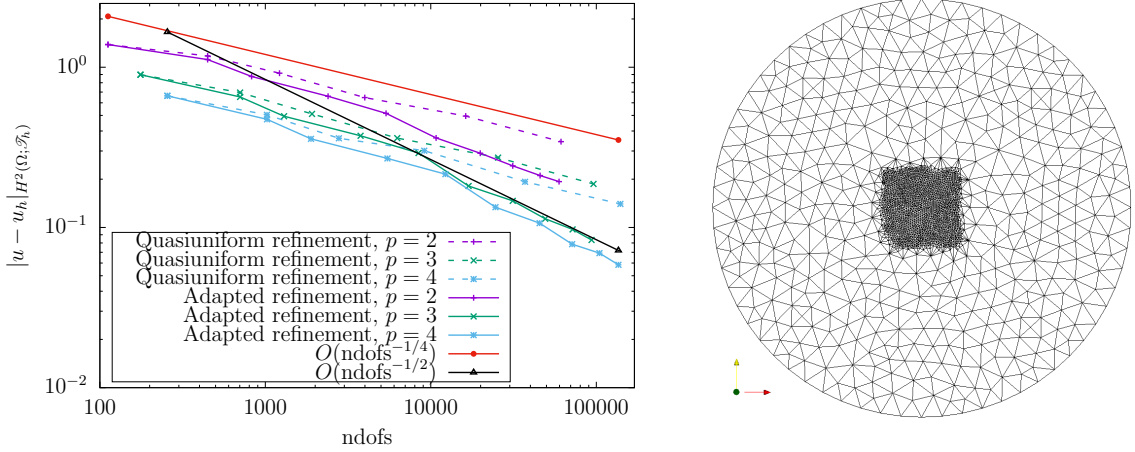 10^0
10^{-1}
10^{-2}
|u − u_h|_{H^2(Ω;𝒯_h)}
Quasiuniform refinement, p = 2
Quasiuniform refinement, p = 3
Quasiuniform refinement, p = 4
Adapted refinement, p = 2
Adapted refinement, p = 3
Adapted refinement, p = 4
O(ndofs^{−1/4})
O(ndofs^{−1/2})
100 1000 10000 100000
ndofs